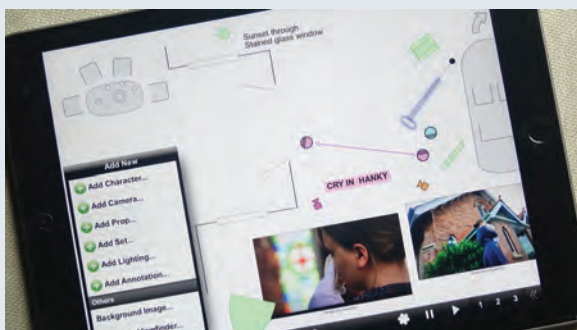 Sunset through
Stained glass window
CRY IN HANKY
Add New
Add Character...
Add Camera...
Add Prop...
Add Set...
Add Lighting...
Add Annotation...
Others
Background Image...
1 2 3